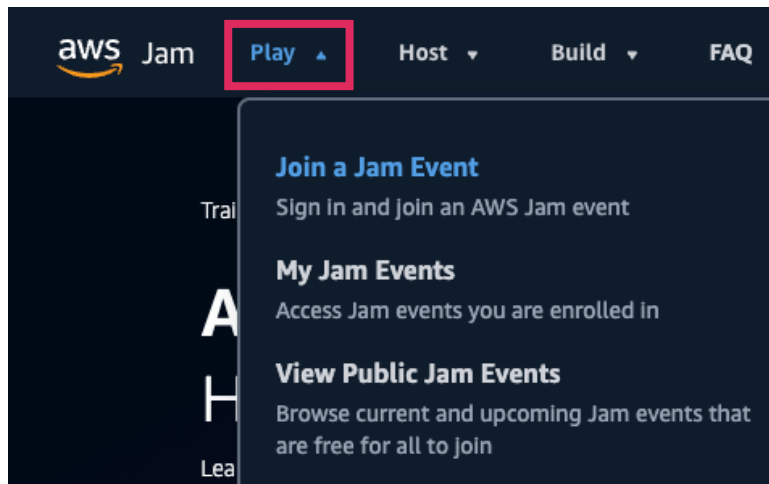 aws Jam Play Host Build FAQ
Join a Jam Event
Sign in and join an AWS Jam event
My Jam Events
Access Jam events you are enrolled in
View Public Jam Events
Browse current and upcoming Jam events that
are free for all to join